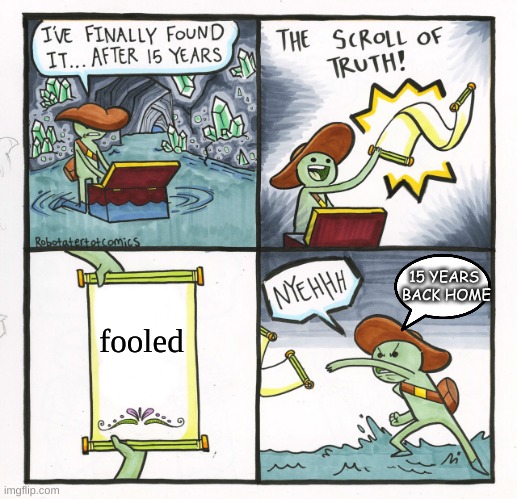 I'VE FINALLY FOUND
IT... AFTER 15 YEARS
THE SCROLL OF
TRUTH!
Robotatertotcomics
fooled
NYEHHH
15 YEARS
BACK HOME
imgflip.com